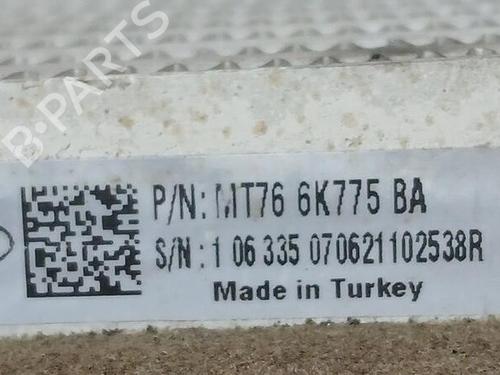 B-PARTS
P/N: MT76 6K775 BA
S/N : 1 06 335 070621102538R
Made in Turkey